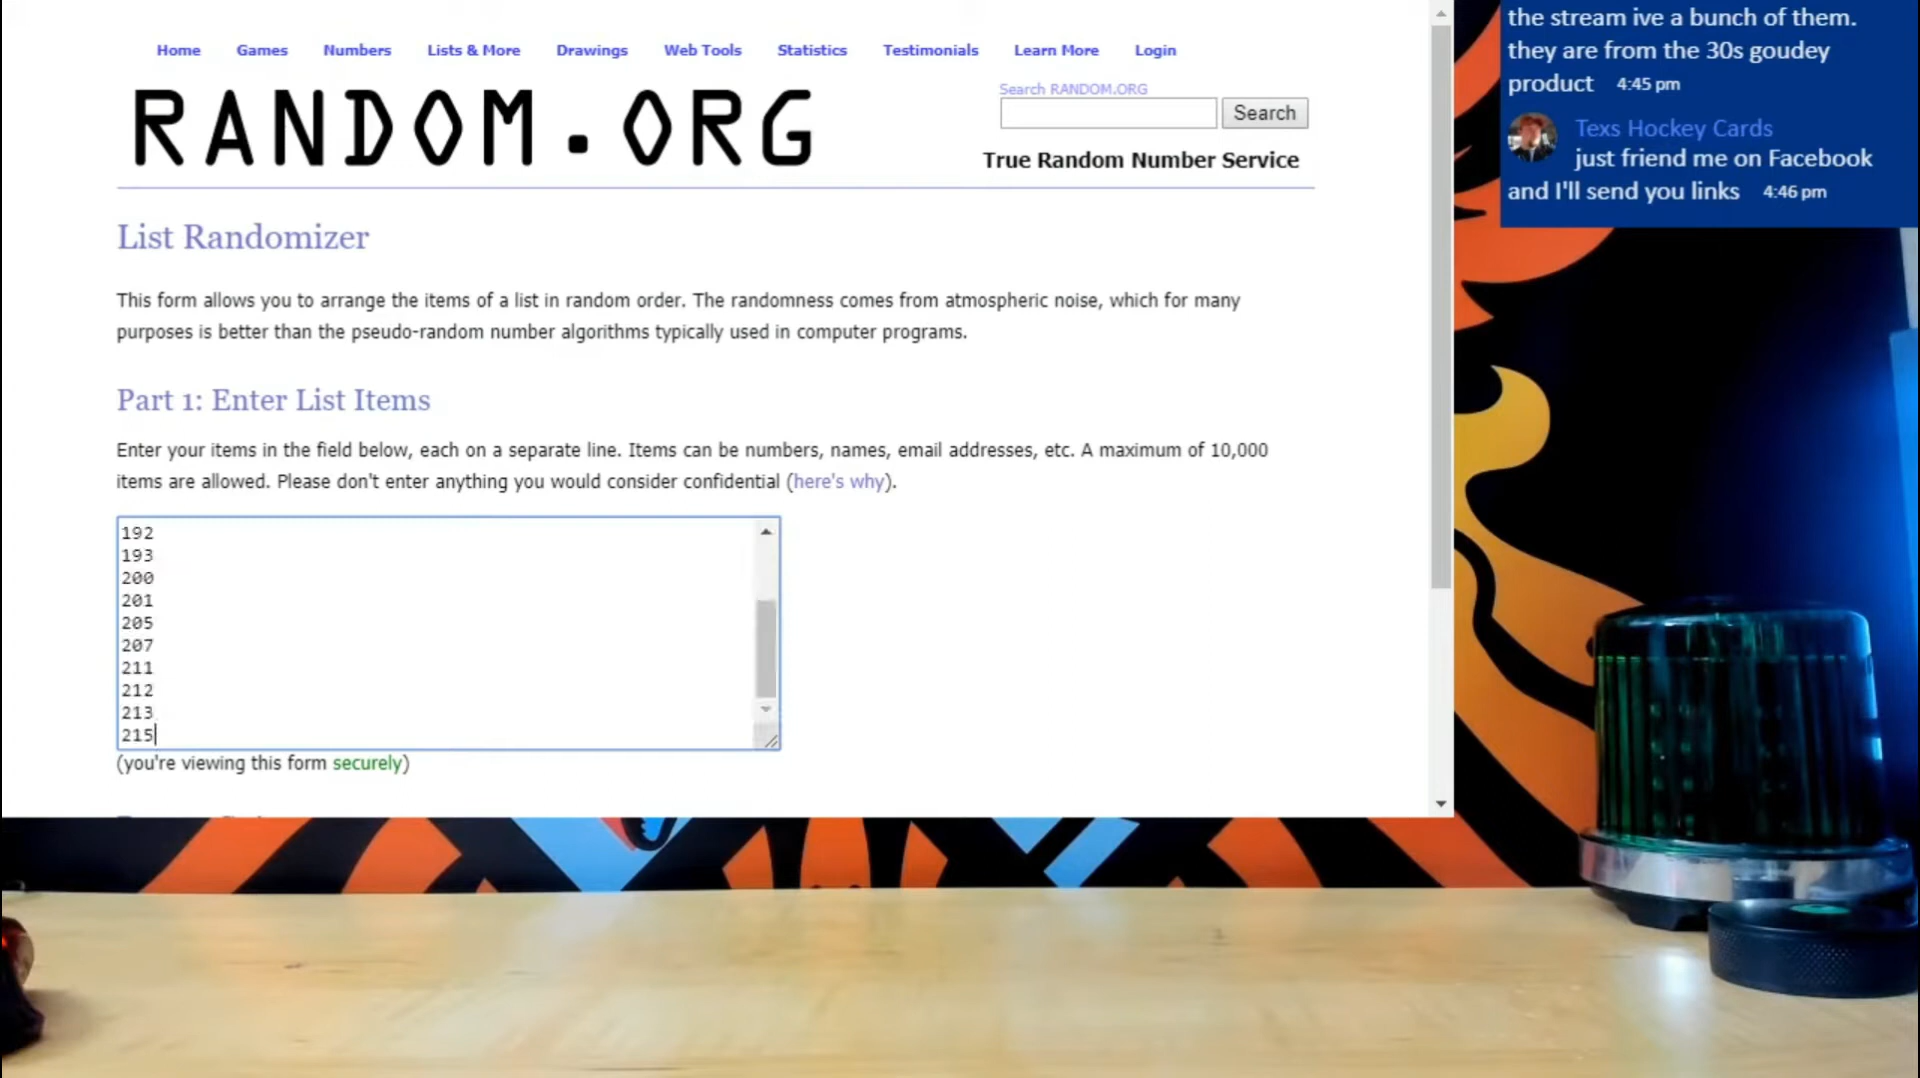 Home Games Numbers Lists & More Drawings Web Tools Statistics Testimonials Learn More Login
RANDOM.ORG
Search RANDOM.ORG
Search
True Random Number Service
List Randomizer
This form allows you to arrange the items of a list in random order. The randomness comes from atmospheric noise, which for many
purposes is better than the pseudo-random number algorithms typically used in computer programs.
Part 1: Enter List Items
Enter your items in the field below, each on a separate line. Items can be numbers, names, email addresses, etc. A maximum of 10,000
items are allowed. Please don't enter anything you would consider confidential (here's why).
192
193
200
201
205
207
211
212
213
215
(you're viewing this form securely)
the stream ive a bunch of them.
they are from the 30s goudey
product 4:45 pm
Texs Hockey Cards
just friend me on Facebook
and I'll send you links 4:46 pm